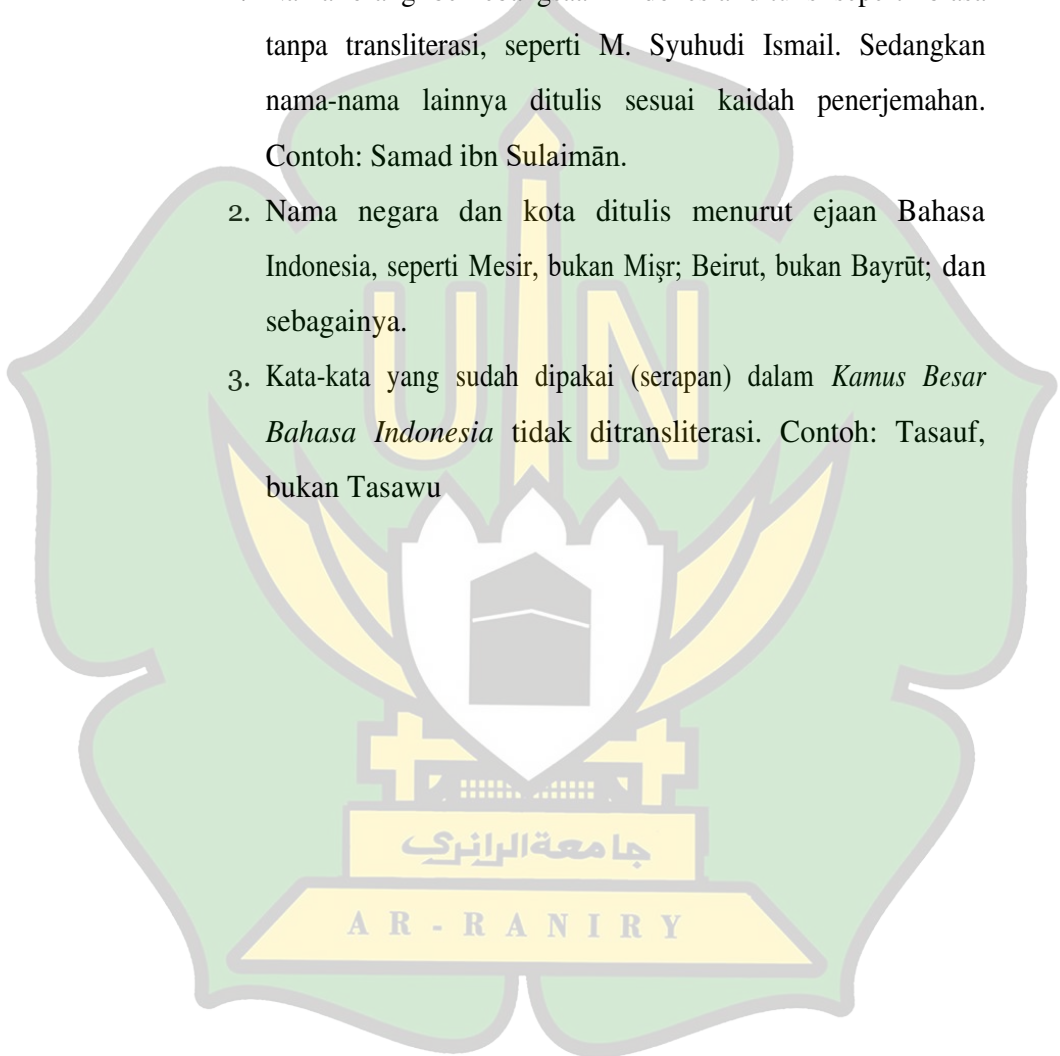 tanpa transliterasi, seperti M. Syuhudi Ismail. Sedangkan
nama-nama lainnya ditulis sesuai kaidah penerjemahan.
Contoh: Samad ibn Sulaimān.
2. Nama negara dan kota ditulis menurut ejaan Bahasa
Indonesia, seperti Mesir, bukan Miṣr; Beirut, bukan Bayrūt; dan
sebagainya.
3. Kata-kata yang sudah dipakai (serapan) dalam Kamus Besar
Bahasa Indonesia tidak ditransliterasi. Contoh: Tasauf,
bukan Tasawu
UIN
جامعةالرانري
AR-RANIRY